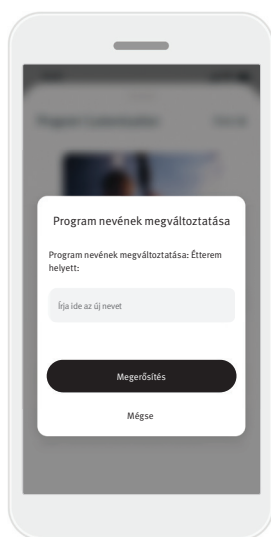 Program nevének megváltoztatása
Program nevének megváltoztatása: Étterem
helyett:
Írja ide az új nevet
Megerősítés
Mégse